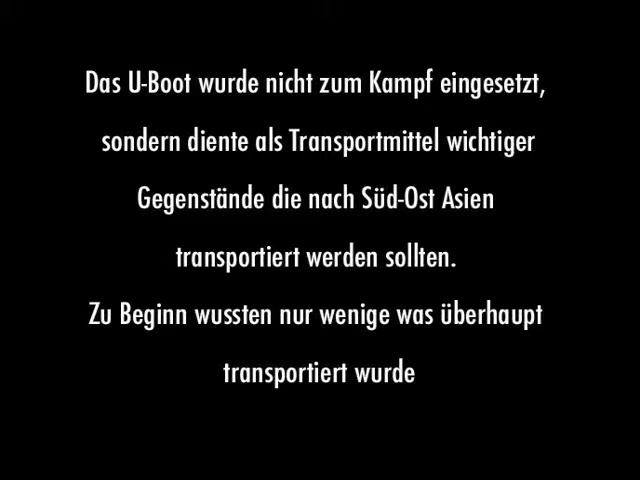 Das U-Boot wurde nicht zum Kampf eingesetzt,
sondern diente als Transportmittel wichtiger
Gegenstände die nach Süd-Ost Asien
transportiert werden sollten.
Zu Beginn wussten nur wenige was überhaupt
transportiert wurde